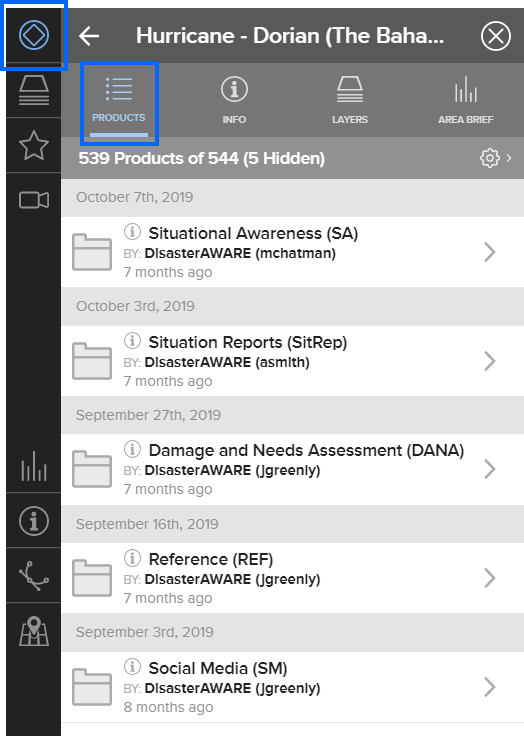 Hurricane - Dorian (The Baha...
PRODUCTS
INFO
LAYERS
AREA BRIEF
539 Products of 544 (5 Hidden)
October 7th, 2019
Situational Awareness (SA)
BY: DisasterAWARE (mchatman)
7 months ago
October 3rd, 2019
Situation Reports (SitRep)
BY: DisasterAWARE (asmith)
7 months ago
September 27th, 2019
Damage and Needs Assessment (DANA)
BY: DisasterAWARE (jgreenly)
7 months ago
September 16th, 2019
Reference (REF)
BY: DisasterAWARE (jgreenly)
7 months ago
September 3rd, 2019
Social Media (SM)
BY: DisasterAWARE (jgreenly)
8 months ago